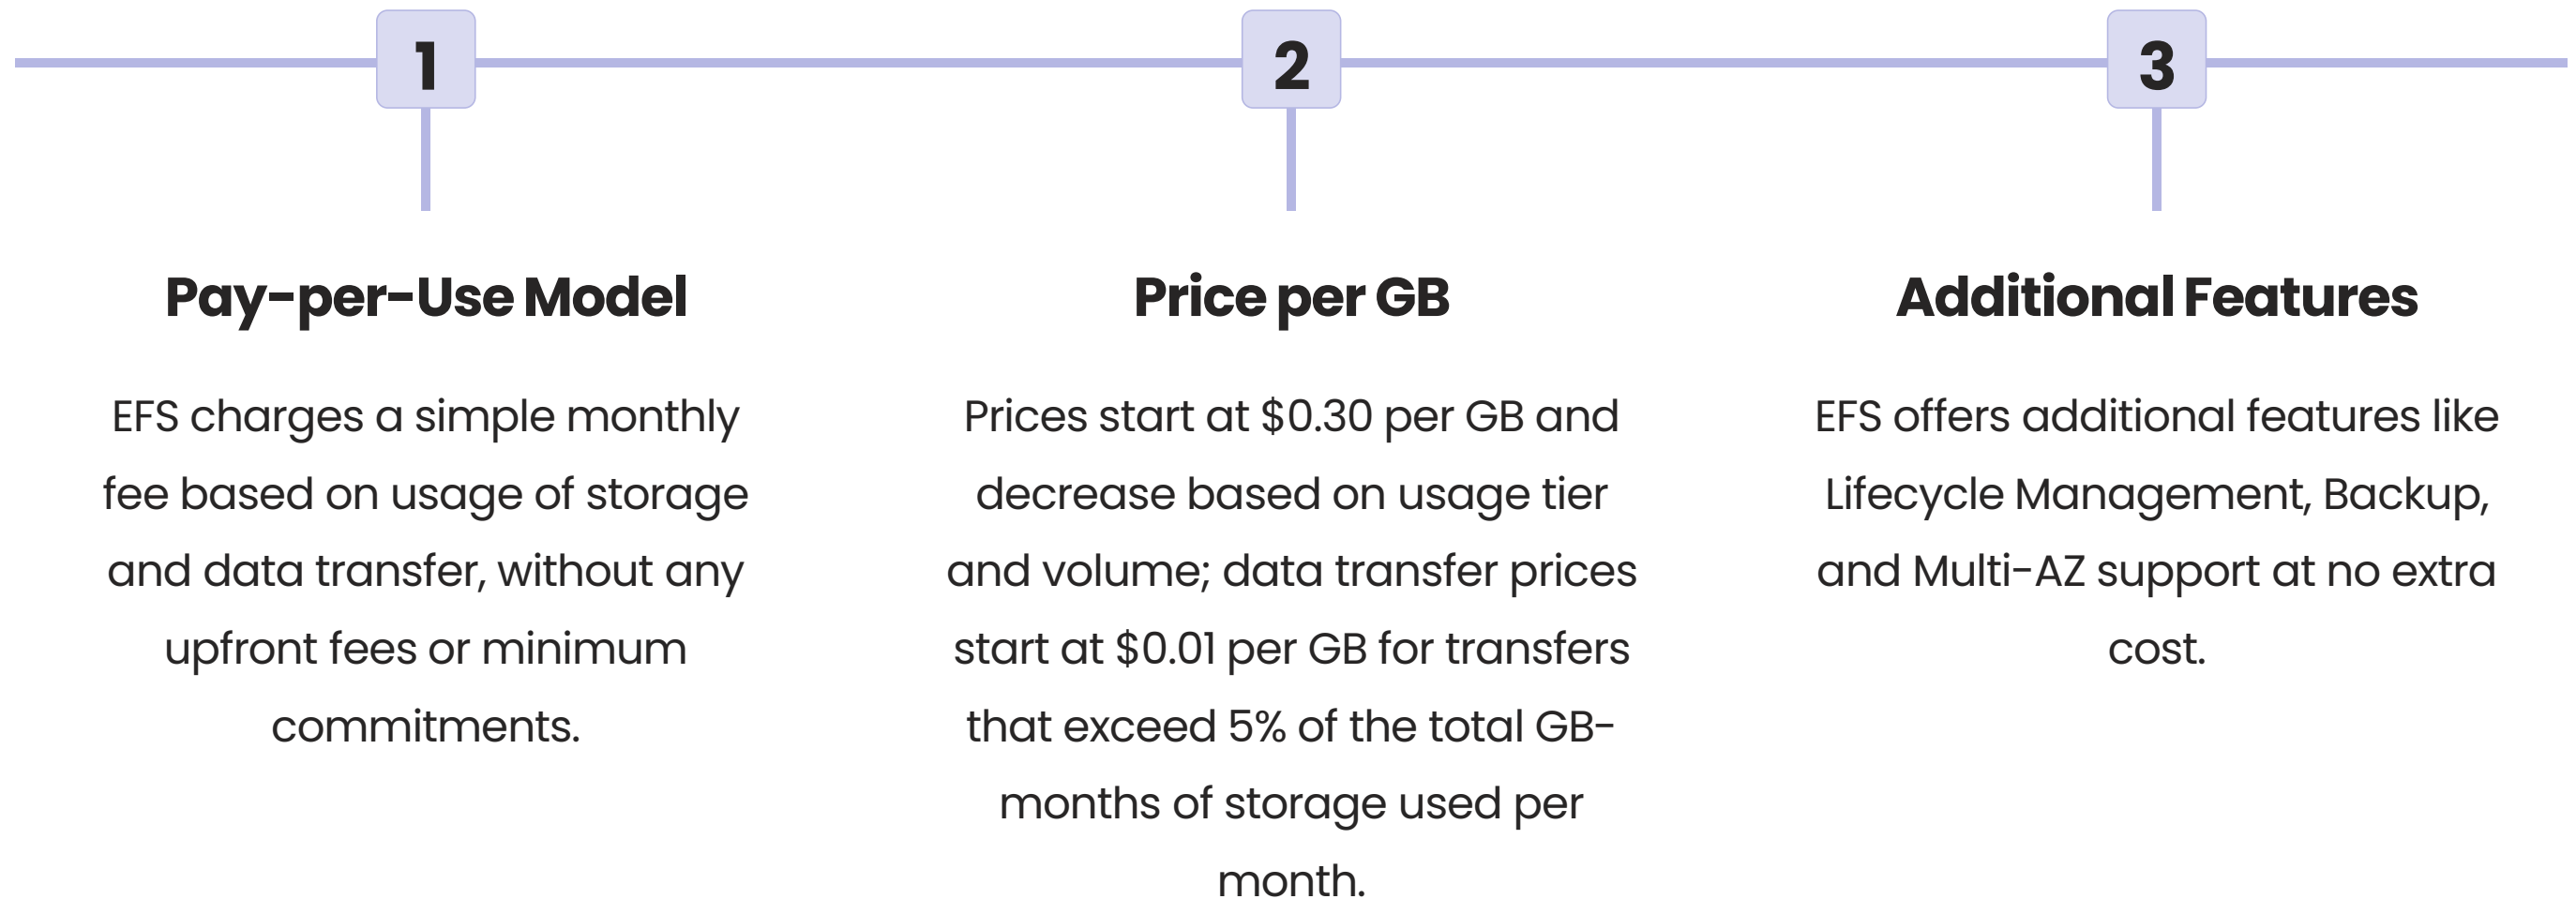 1
Pay-per-Use Model
EFS charges a simple monthly
fee based on usage of storage
and data transfer, without any
upfront fees or minimum
commitments.
2
Price per GB
Prices start at $0.30 per GB and
decrease based on usage tier
and volume; data transfer prices
start at $0.01 per GB for transfers
that exceed 5% of the total GB-
months of storage used per
month.
3
Additional Features
EFS offers additional features like
Lifecycle Management, Backup,
and Multi-AZ support at no extra
cost.